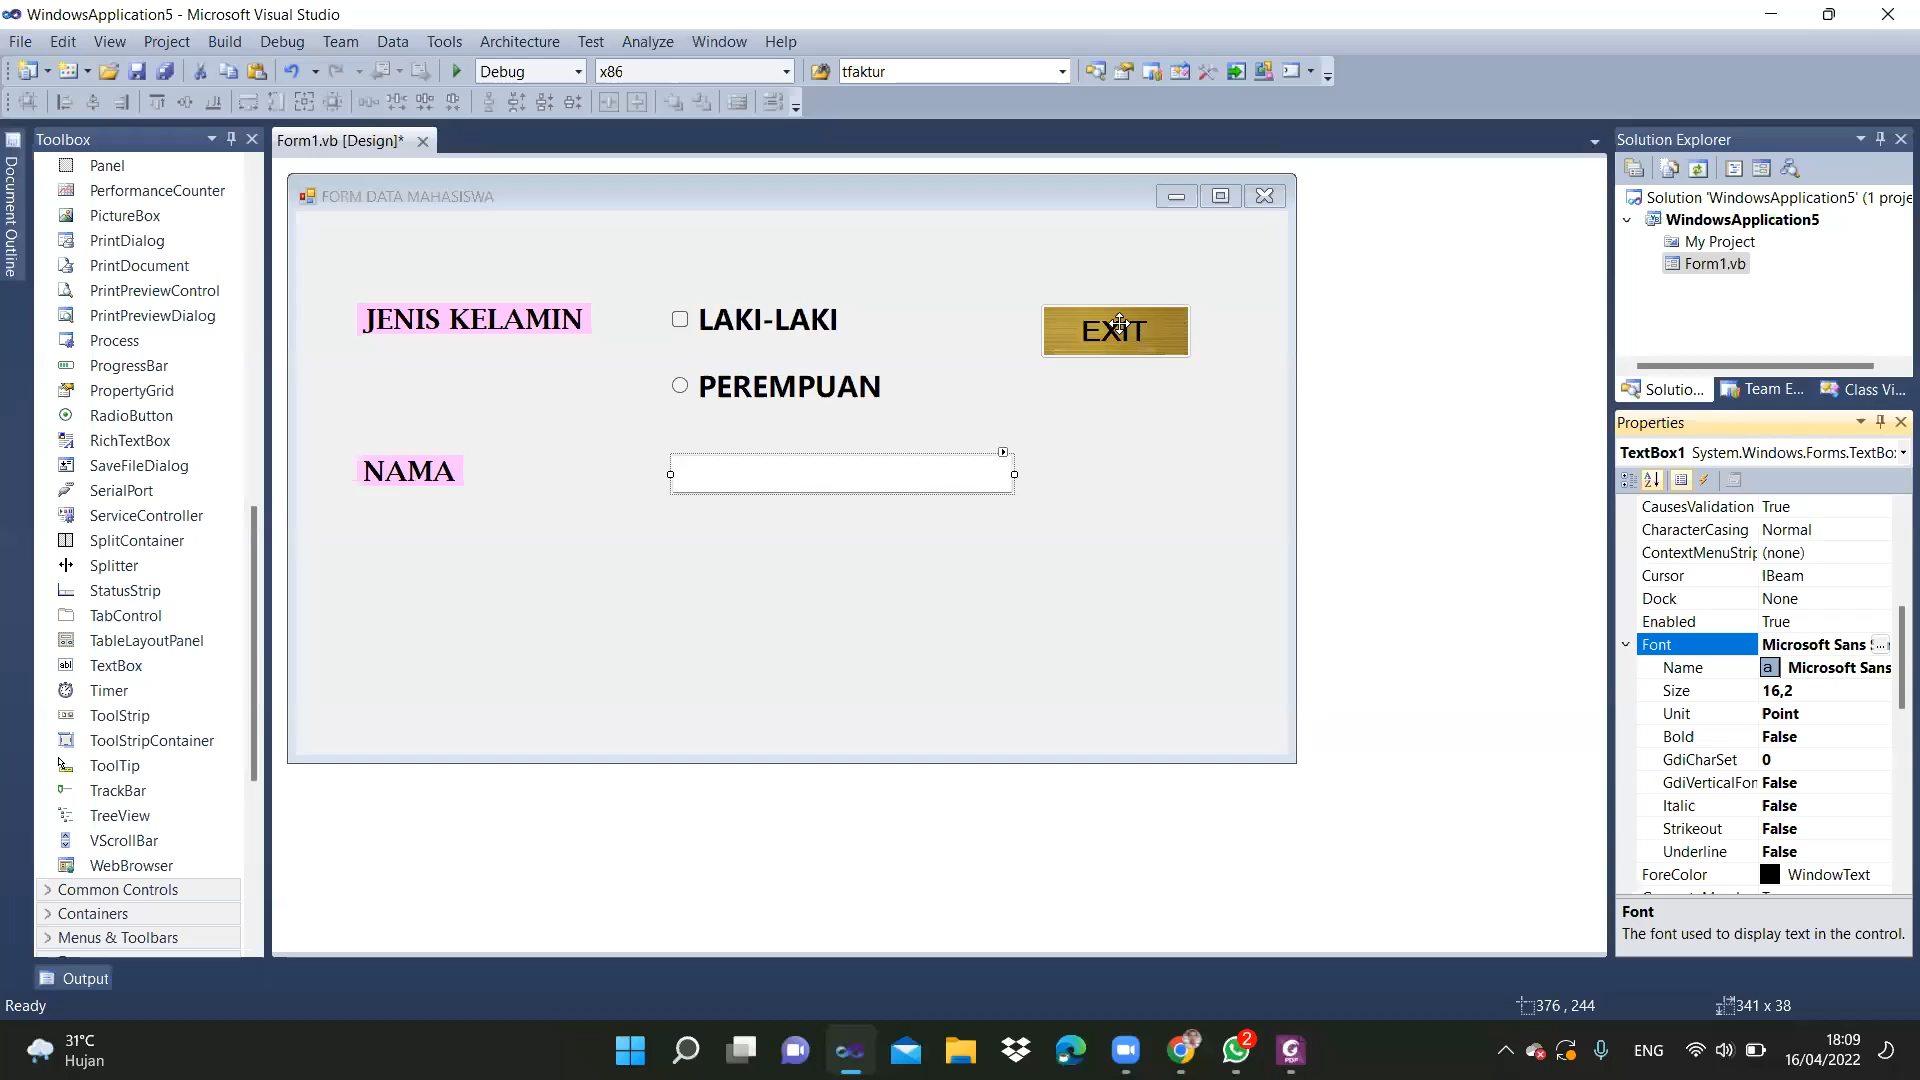 WindowsApplication5 - Microsoft Visual Studio
File Edit View Project Build Debug Team Data Tools Architecture Test Analyze Window Help
Debug x86 tfaktur
Document Outline
Toolbox
Panel
PerformanceCounter
PictureBox
PrintDialog
PrintDocument
PrintPreviewControl
PrintPreviewDialog
Process
ProgressBar
PropertyGrid
RadioButton
RichTextBox
SaveFileDialog
SerialPort
ServiceController
SplitContainer
Splitter
StatusStrip
TabControl
TableLayoutPanel
TextBox
Timer
ToolStrip
ToolStripContainer
ToolTip
TrackBar
TreeView
VScrollBar
WebBrowser
Common Controls
Containers
Menus & Toolbars
Form1.vb [Design]*
FORM DATA MAHASISWA
JENIS KELAMIN
LAKI-LAKI
EXIT
PEREMPUAN
NAMA
Solution Explorer
Solution 'WindowsApplication5' (1 proje
WindowsApplication5
My Project
Form1.vb
Solutio... Team E... Class Vi...
Properties
TextBox1 System.Windows.Forms.TextBo
CausesValidation True
CharacterCasing Normal
ContextMenuStrip (none)
Cursor IBeam
Dock None
Enabled True
Font Microsoft Sans
Name Microsoft Sans
Size 16,2
Unit Point
Bold False
GdiCharSet 0
GdiVerticalFon False
Italic False
Strikeout False
Underline False
ForeColor WindowText
Font
The font used to display text in the control.
Output
Ready
376 , 244
341 x 38
31°C
Hujan
2
ENG
18:09
16/04/2022